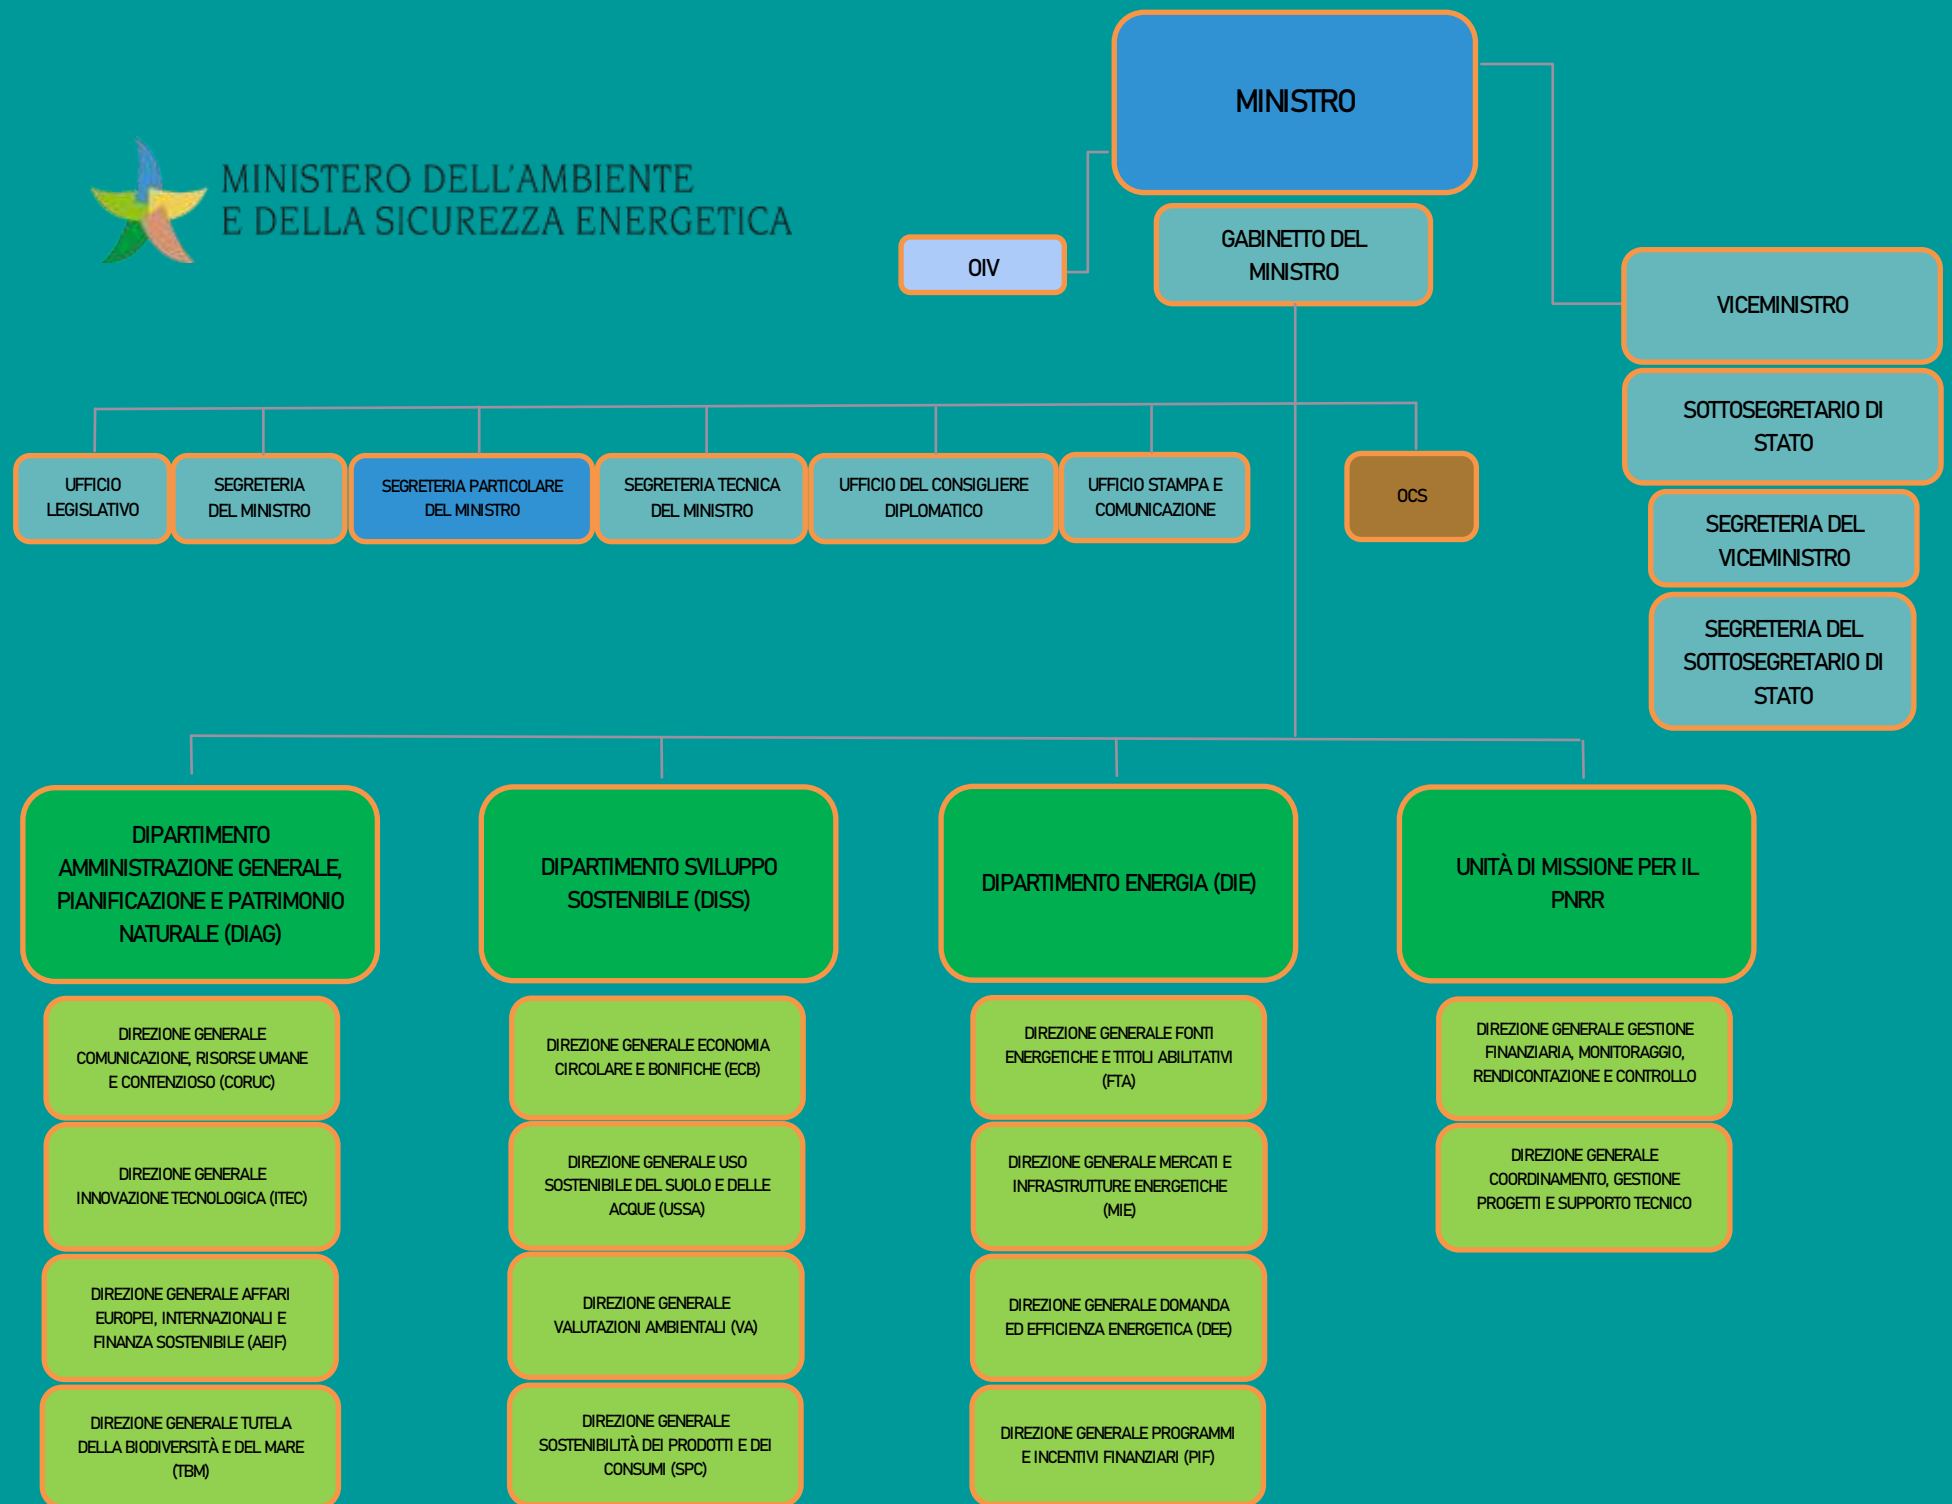 MINISTRO
MINISTERO DELL'AMBIENTE
E DELLA SICUREZZA ENERGETICA
GABINETTO DEL
MINISTRO
OIV
VICEMINISTRO
SOTTOSEGRETARIO DI
STATO
SEGRETERIA DEL
VICEMINISTRO
SEGRETERIA DEL
SOTTOSEGRETARIO DI
STATO
UFFICIO
LEGISLATIVO
SEGRETERIA
DEL MINISTRO
SEGRETERIA PARTICOLARE
DEL MINISTRO
SEGRETERIA TECNICA
DEL MINISTRO
UFFICIO DEL CONSIGLIERE
DIPLOMATICO
UFFICIO STAMPA E
COMUNICAZIONE
OCS
DIPARTIMENTO
AMMINISTRAZIONE GENERALE,
PIANIFICAZIONE E PATRIMONIO
NATURALE (DIAG)
DIREZIONE GENERALE
COMUNICAZIONE, RISORSE UMANE
E CONTENZIOSO (CORUC)
DIREZIONE GENERALE
INNOVAZIONE TECNOLOGICA (ITEC)
DIREZIONE GENERALE AFFARI
EUROPEI, INTERNAZIONALI E
FINANZA SOSTENIBILE (AEIF)
DIREZIONE GENERALE TUTELA
DELLA BIODIVERSITÀ E DEL MARE
(TBM)
DIPARTIMENTO SVILUPPO
SOSTENIBILE (DISS)
DIREZIONE GENERALE ECONOMIA
CIRCOLARE E BONIFICHE (ECB)
DIREZIONE GENERALE USO
SOSTENIBILE DEL SUOLO E DELLE
ACQUE (USSA)
DIREZIONE GENERALE
VALUTAZIONI AMBIENTALI (VA)
DIREZIONE GENERALE
SOSTENIBILITÀ DEI PRODOTTI E DEI
CONSUMI (SPC)
DIPARTIMENTO ENERGIA (DIE)
DIREZIONE GENERALE FONTI
ENERGETICHE E TITOLI ABILITATIVI
(FTA)
DIREZIONE GENERALE MERCATI E
INFRASTRUTTURE ENERGETICHE
(MIE)
DIREZIONE GENERALE DOMANDA
ED EFFICIENZA ENERGETICA (DEE)
DIREZIONE GENERALE PROGRAMMI
E INCENTIVI FINANZIARI (PIF)
UNITÀ DI MISSIONE PER IL
PNRR
DIREZIONE GENERALE GESTIONE
FINANZIARIA, MONITORAGGIO,
RENDICONTAZIONE E CONTROLLO
DIREZIONE GENERALE
COORDINAMENTO, GESTIONE
PROGETTI E SUPPORTO TECNICO